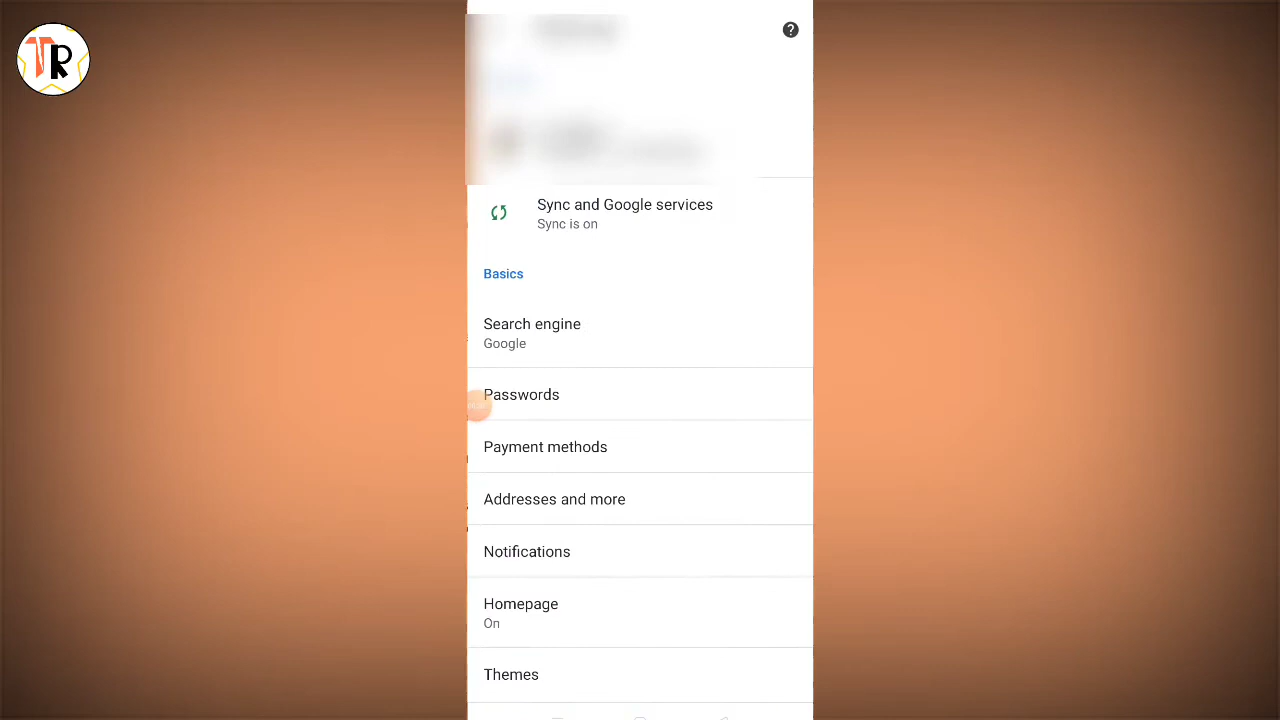 TR
Sync and Google services
Sync is on
Basics
Search engine
Google
Passwords
Payment methods
Addresses and more
Notifications
Homepage
On
Themes